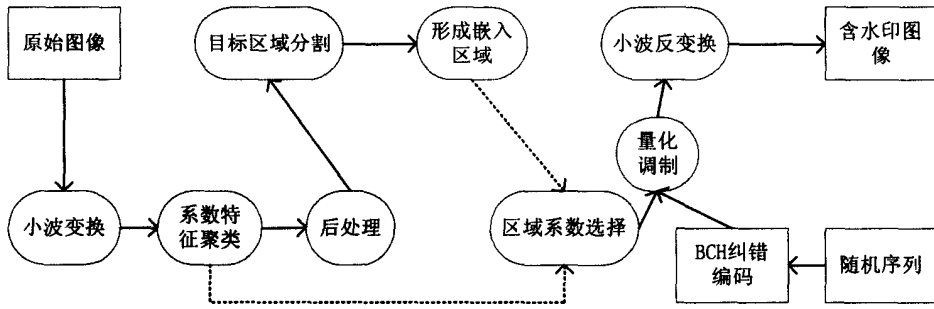 原始图像
目标区域分割
形成嵌入
区域
小波反变换
含水印图
像
量化
调制
小波变换
系数特
征聚类
后处理
区域系数选择
BCH纠错
编码
随机序列